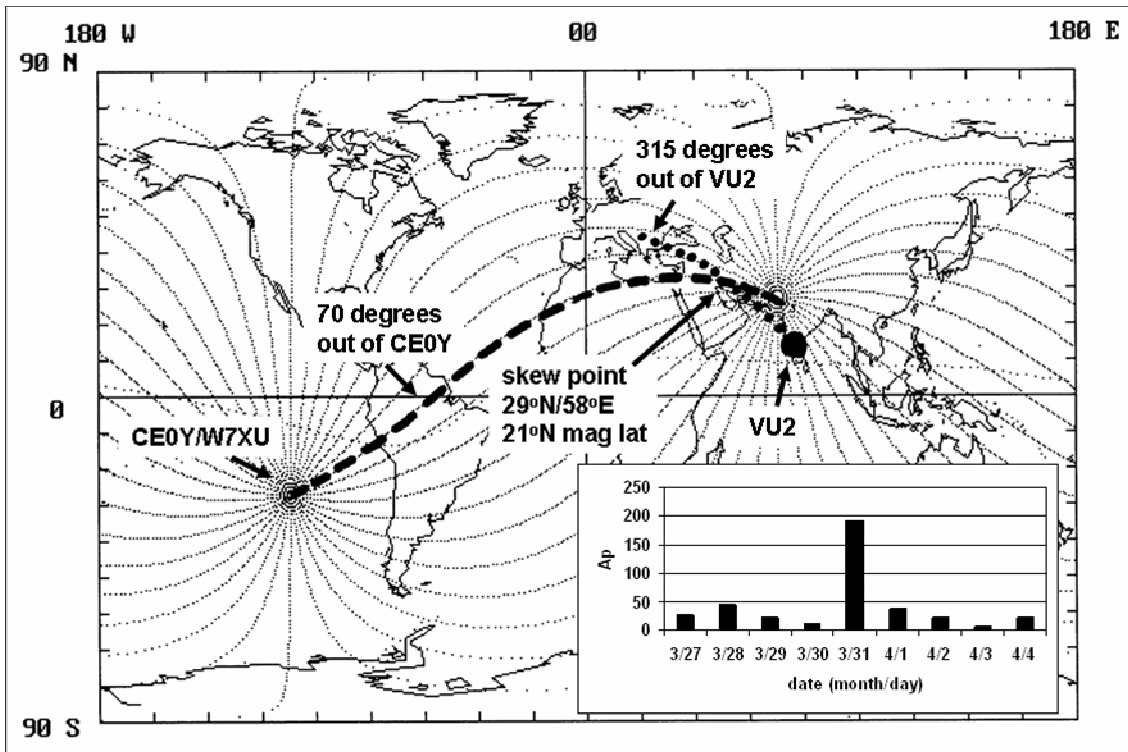 180 W
00
180 E
90 N
315 degrees
out of VU2
70 degrees
out of CE0Y
skew point
29ºN/58ºE
21ºN mag lat
0
CE0Y/W7XU
VU2
250
200
150
100
50
0
Ap
3/27 3/28 3/29 3/30 3/31 4/1 4/2 4/3 4/4
date (month/day)
90 S